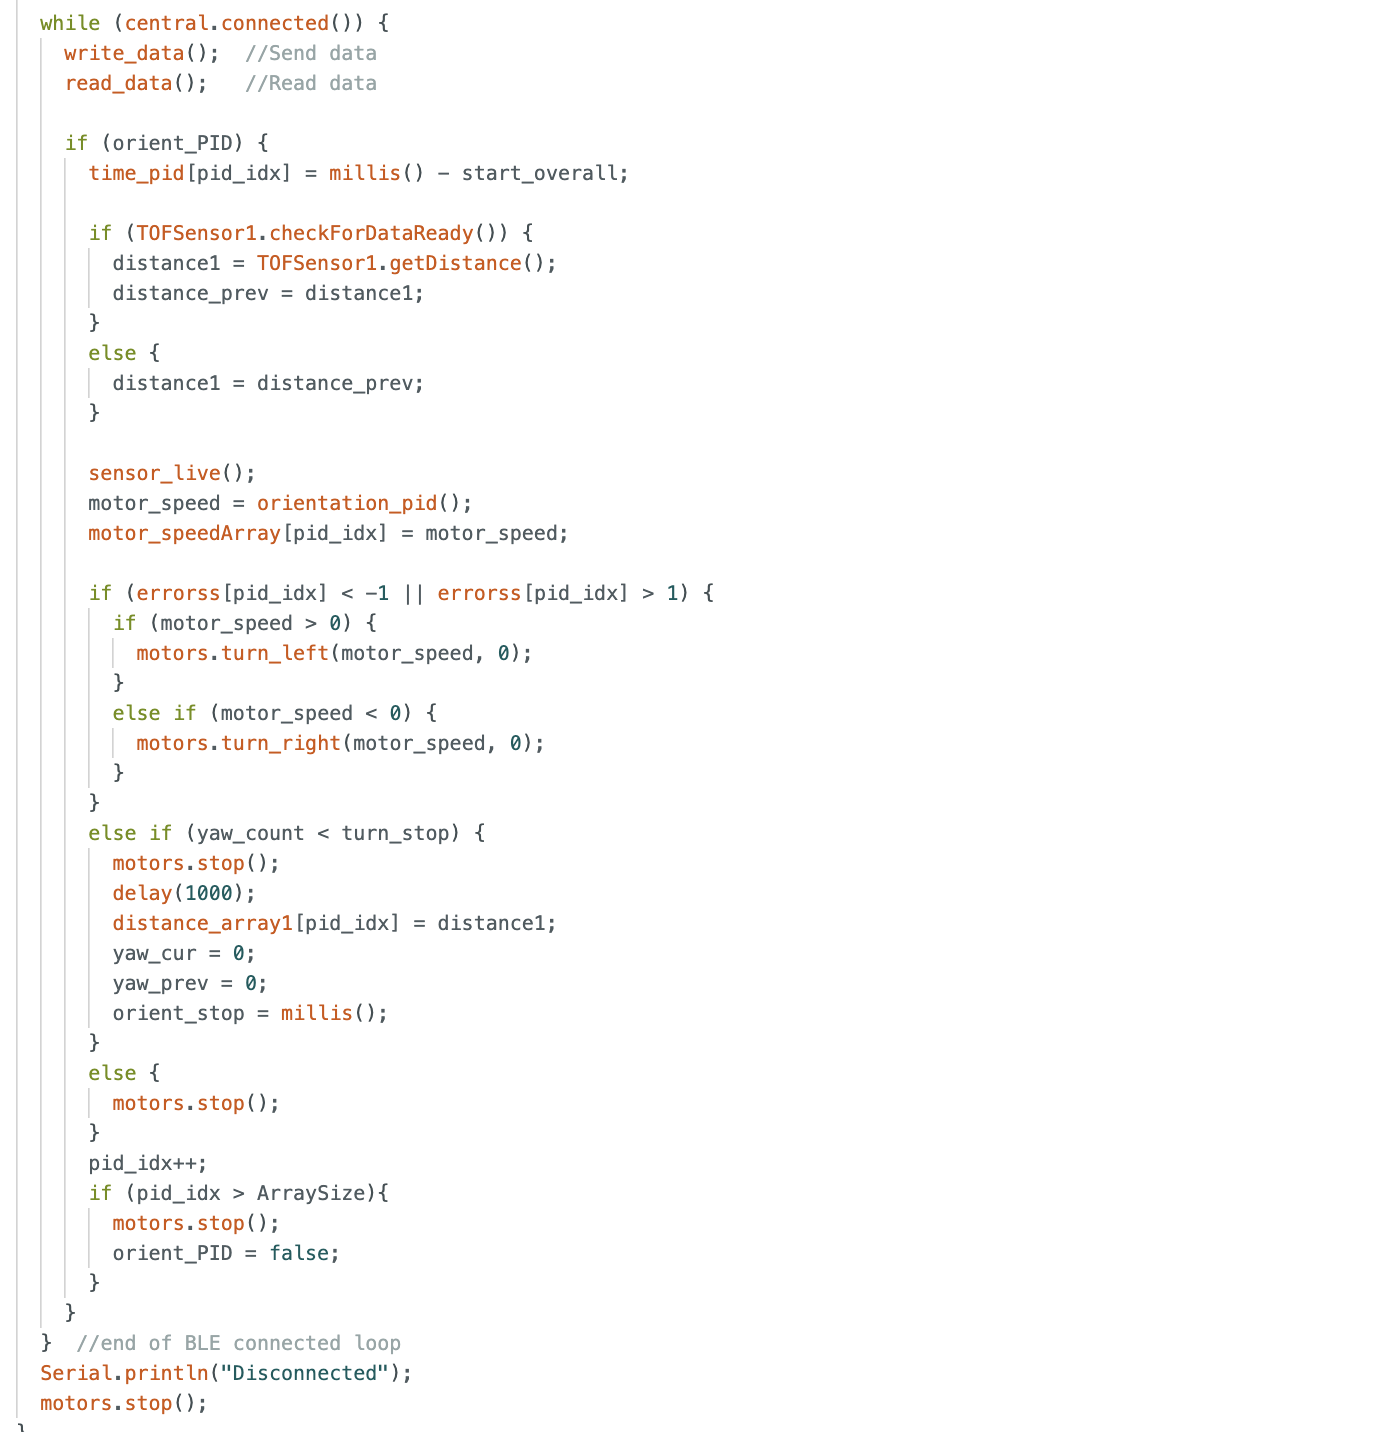 while (central.connected()) {
write_data();  //Send data
read_data();   //Read data
if (orient_PID) {
time_pid[pid_idx] = millis() - start_overall;
if (TOFSensor1.checkForDataReady()) {
distance1 = TOFSensor1.getDistance();
distance_prev = distance1;
}
else {
distance1 = distance_prev;
}
sensor_live();
motor_speed = orientation_pid();
motor_speedArray[pid_idx] = motor_speed;
if (errorss[pid_idx] < -1 || errorss[pid_idx] > 1) {
if (motor_speed > 0) {
motors.turn_left(motor_speed, 0);
}
else if (motor_speed < 0) {
motors.turn_right(motor_speed, 0);
}
}
else if (yaw_count < turn_stop) {
motors.stop();
delay(1000);
distance_array1[pid_idx] = distance1;
yaw_cur = 0;
yaw_prev = 0;
orient_stop = millis();
}
else {
motors.stop();
}
pid_idx++;
if (pid_idx > ArraySize){
motors.stop();
orient_PID = false;
}
}
}  //end of BLE connected loop
Serial.println("Disconnected");
motors.stop();
}